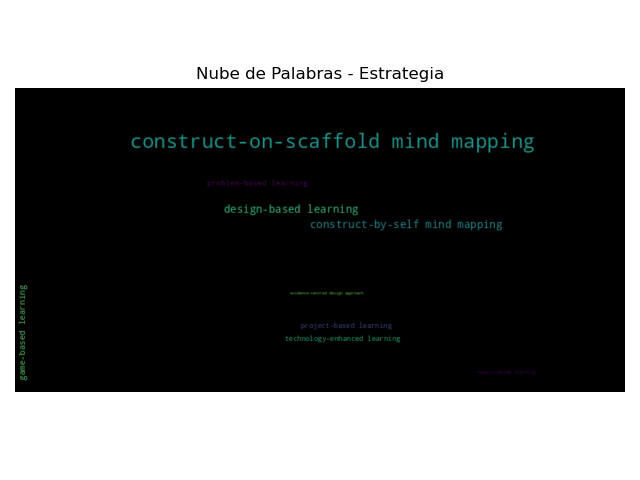 Nube de Palabras - Estrategia
construct-on-scaffold mind mapping
problem-based learning
design-based learning
construct-by-self mind mapping
game-based learning
evidence-centred design approach
project-based learning
technology-enhanced learning